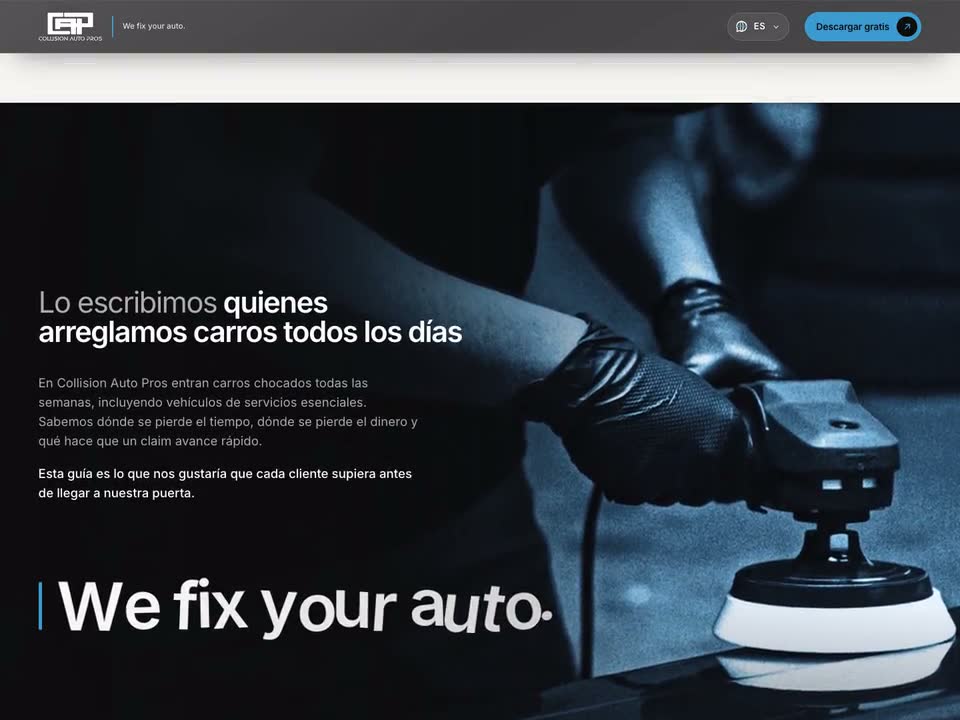 CAP
COLLISION AUTO PROS
We fix your auto.
ES
Descargar gratis
Lo escribimos quienes
arreglamos carros todos los días
En Collision Auto Pros entran carros chocados todas las
semanas, incluyendo vehículos de servicios esenciales.
Sabemos dónde se pierde el tiempo, dónde se pierde el dinero y
qué hace que un claim avance rápido.
Esta guía es lo que nos gustaría que cada cliente supiera antes
de llegar a nuestra puerta.
We fix your auto.